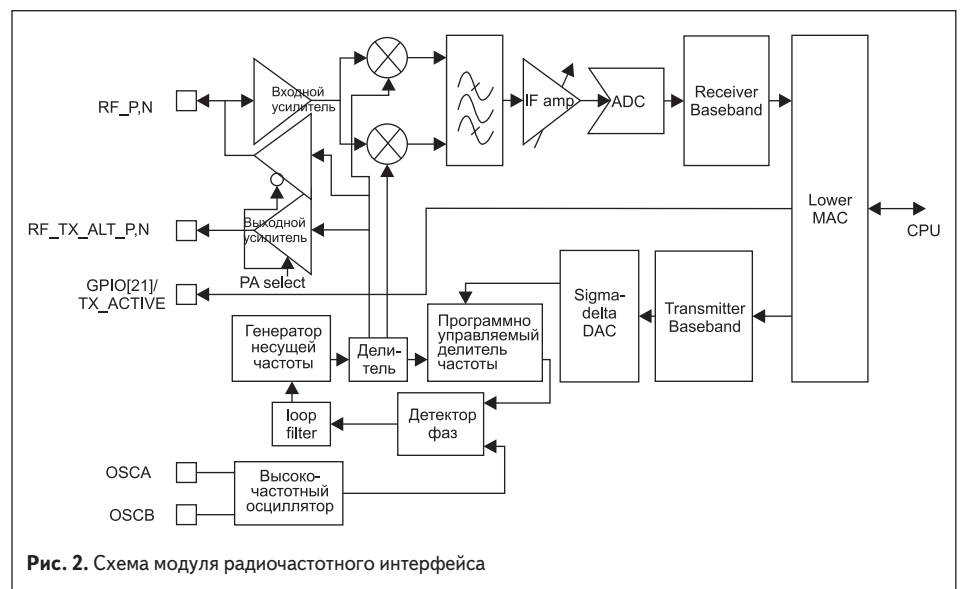 RF_P,N
Входной
усилитель
IF amp
ADC
Receiver
Baseband
Lower
MAC
CPU
RF_TX_ALT_P,N
Выходной
усилитель
PA select
GPIO[21]/
TX_ACTIVE
Генератор
несущей
частоты
Дели-
тель
Программно
управляемый
делитель
частоты
Sigma-
delta
DAC
Transmitter
Baseband
loop
filter
Детектор
фаз
OSCA
OSCB
Высоко-
частотный
осциллятор
Рис. 2. Схема модуля радиочастотного интерфейса